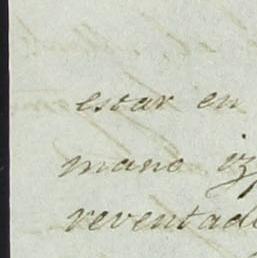 estar en
mano iz
reventad